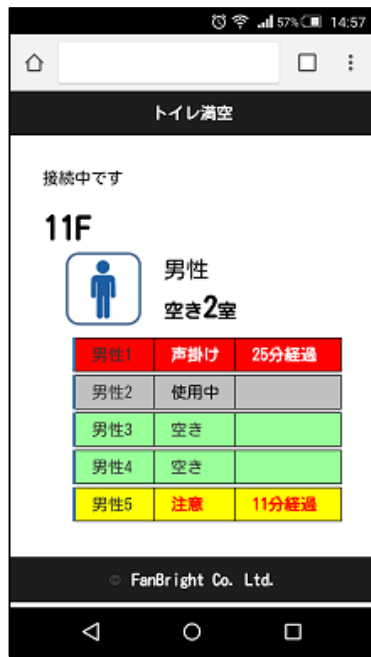 57% 14:57
トイレ満空
接続中です
11F
男性
空き2室
男性1 声掛け 25分経過
男性2 使用中
男性3 空き
男性4 空き
男性5 注意 11分経過
© FanBright Co. Ltd.